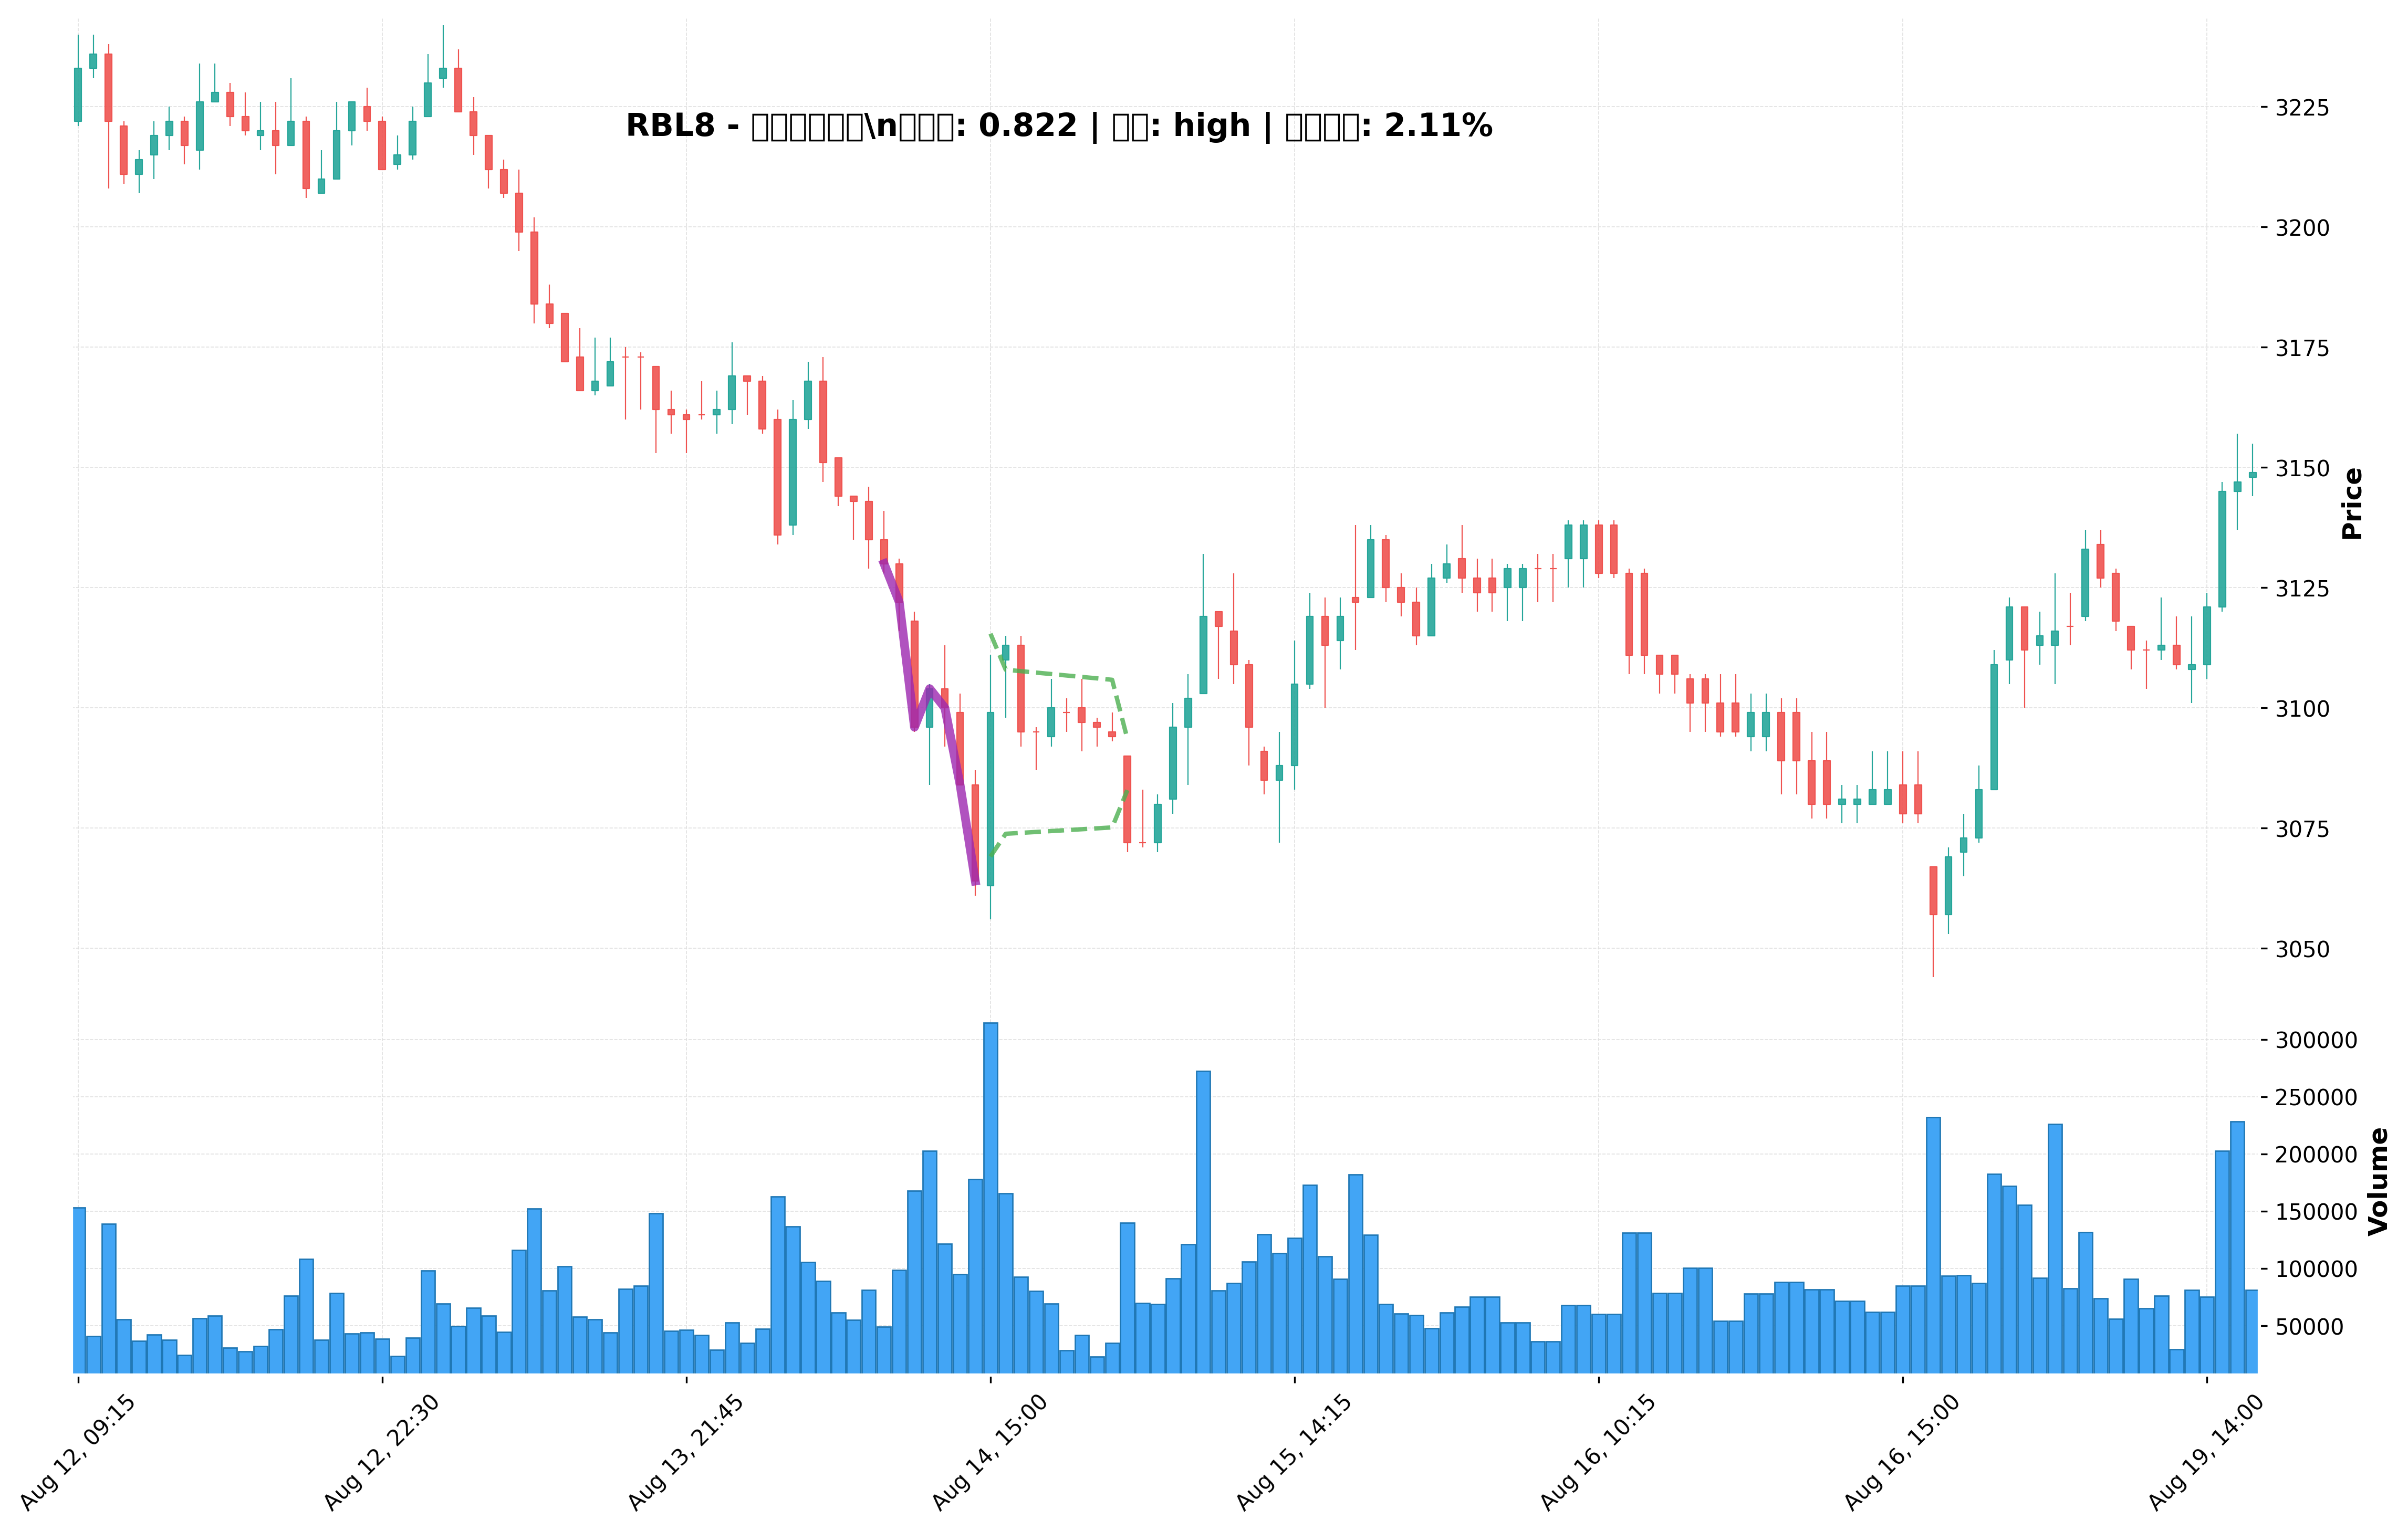 RBL8 - □□□□□□\n□□□: 0.822 | □□: high | □□□□: 2.11%
3225
3200
3175
3150
3125
3100
3075
3050
Price
300000
250000
200000
150000
100000
50000
Volume
Aug 12, 09:15
Aug 12, 22:30
Aug 13, 21:45
Aug 14, 15:00
Aug 15, 14:15
Aug 16, 10:15
Aug 16, 15:00
Aug 19, 14:00